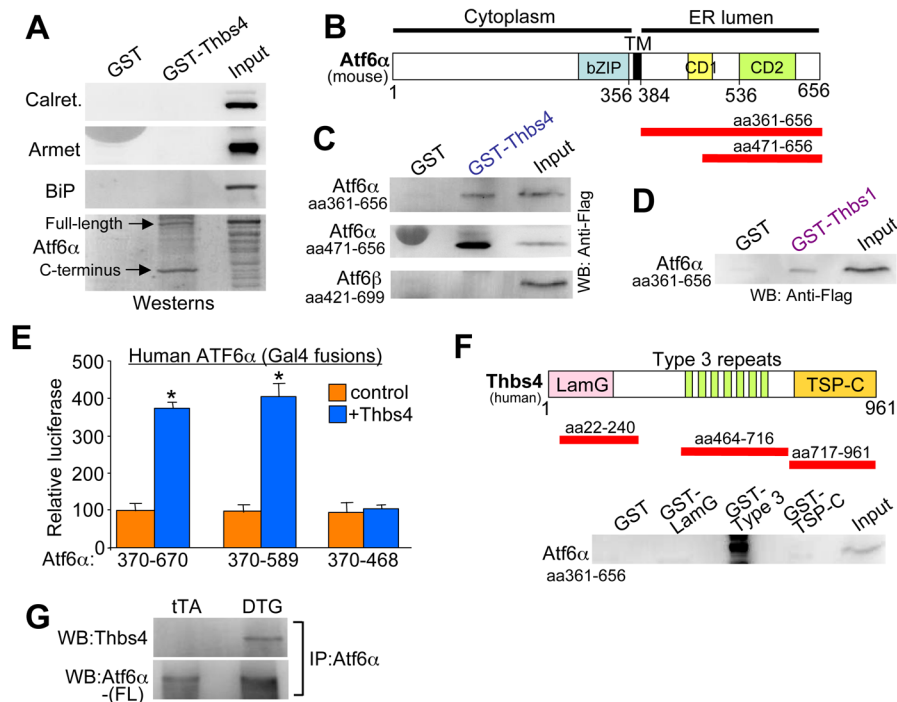 A
GST
GST-Thbs4
Input
Calret.
Armet
BiP
Full-length
Atf6α
C-terminus
Westerns
B
Cytoplasm
ER lumen
TM
Atf6α
(mouse)
bZIP
CD1
CD2
1
356
384
536
656
aa361-656
aa471-656
C
GST
GST-Thbs4
Input
Atf6α
aa361-656
Atf6α
aa471-656
Atf6β
aa421-699
WB: Anti-Flag
D
GST
GST-Thbs1
Input
Atf6α
aa361-656
WB: Anti-Flag
E
Human ATF6α (Gal4 fusions)
Relative luciferase
500
400
300
200
100
0
*
*
control
+Thbs4
Atf6α:
370-670
370-589
370-468
F
Type 3 repeats
Thbs4
(human)
LamG
TSP-C
1
961
aa22-240
aa464-716
aa717-961
GST
GST-LamG
GST-Type 3
GST-TSP-C
Input
Atf6α
aa361-656
G
tTA
DTG
WB:Thbs4
WB:Atf6α
-(FL)
IP:Atf6α